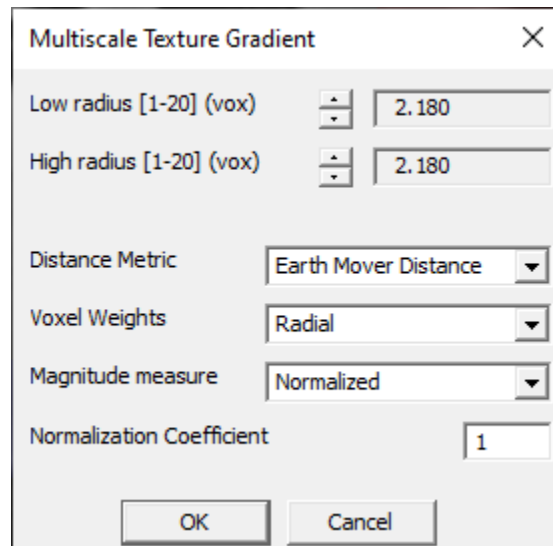 Multiscale Texture Gradient
Low radius [1-20] (vox) 2.180
High radius [1-20] (vox) 2.180
Distance Metric Earth Mover Distance
Voxel Weights Radial
Magnitude measure Normalized
Normalization Coefficient 1
OK Cancel